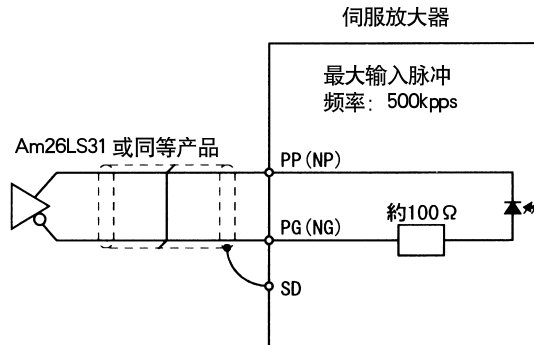 伺服放大器
最大输入脉冲
频率: 500kpps
Am26LS31 或同等产品
PP(NP)
約100Ω
PG(NG)
SD